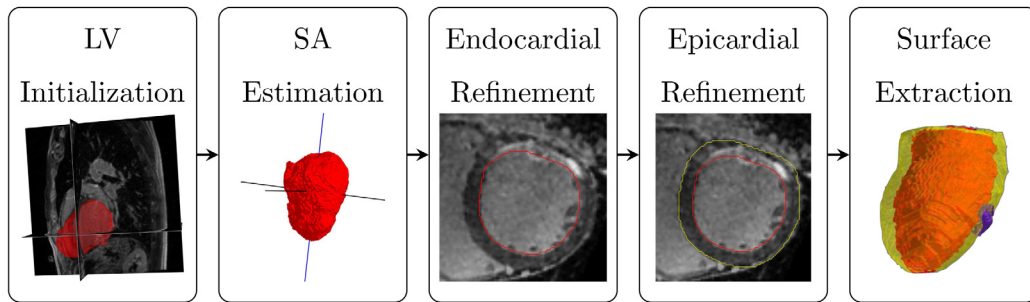 LV
Initialization
SA
Estimation
Endocardial
Refinement
Epicardial
Refinement
Surface
Extraction